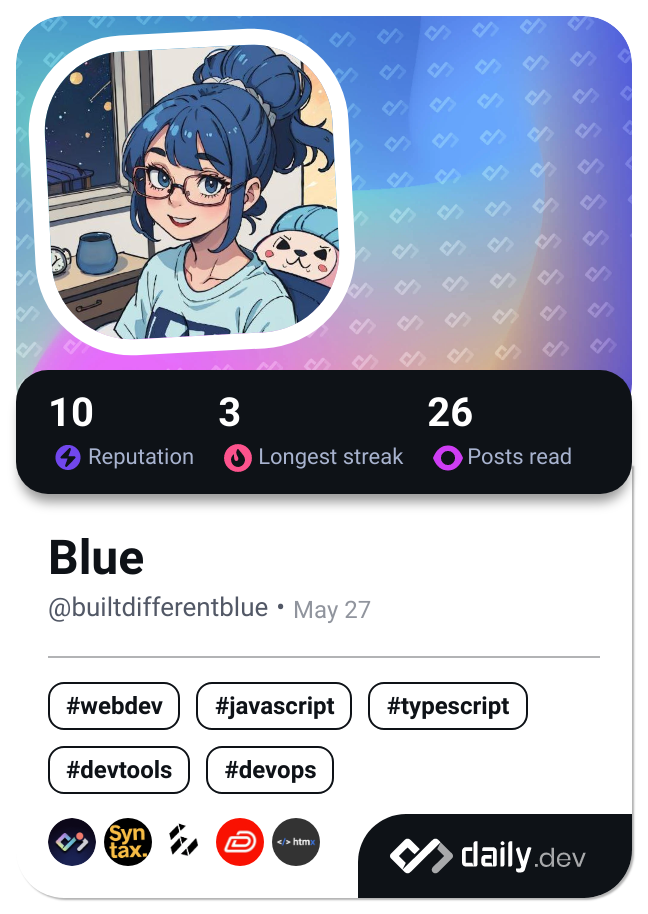 10 3 26
Reputation Longest streak Posts read
Blue
@builtdifferentblue • May 27
#webdev #javascript #typescript
#devtools #devops
Syn
tax.
</> htmx
daily.dev